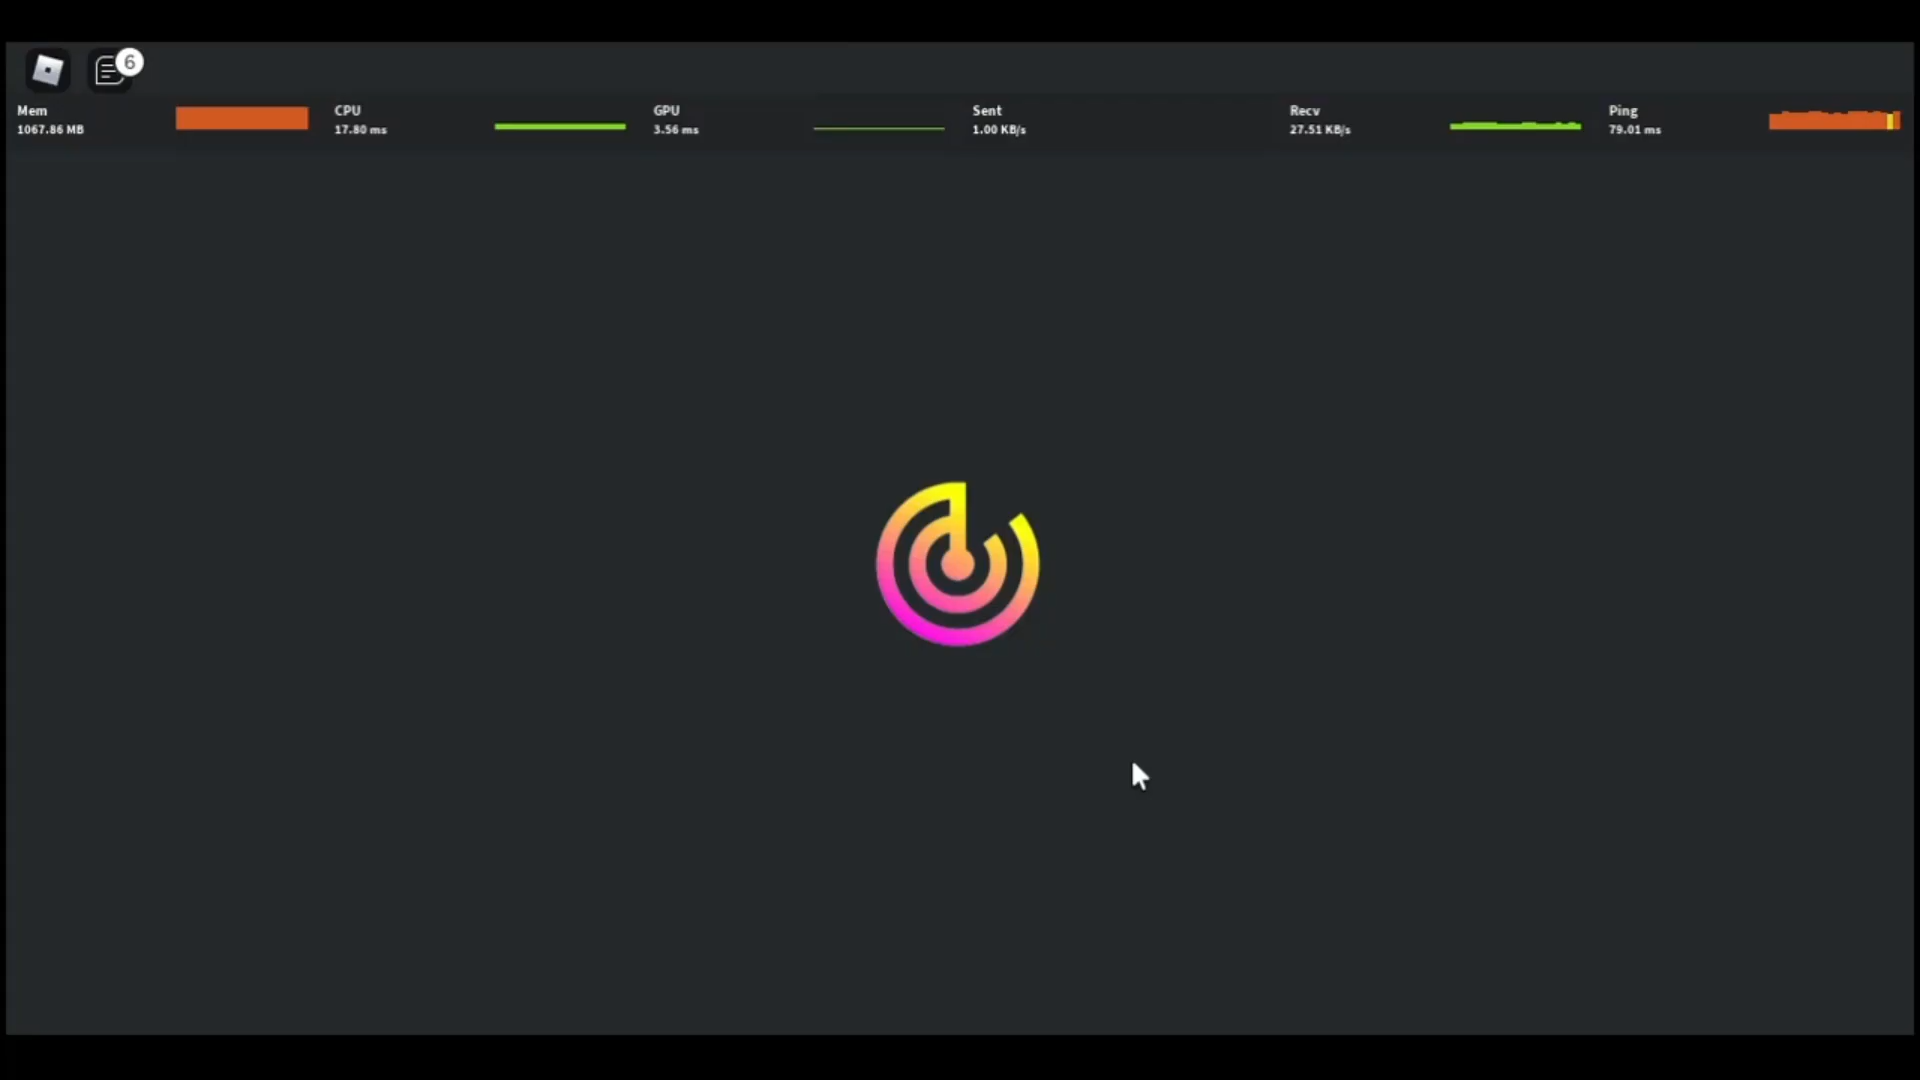 6
Mem CPU GPU Sent Recv Ping
1067.86 MB 17.80 ms 3.56 ms 1.00 KB/s 27.51 KB/s 79.01 ms